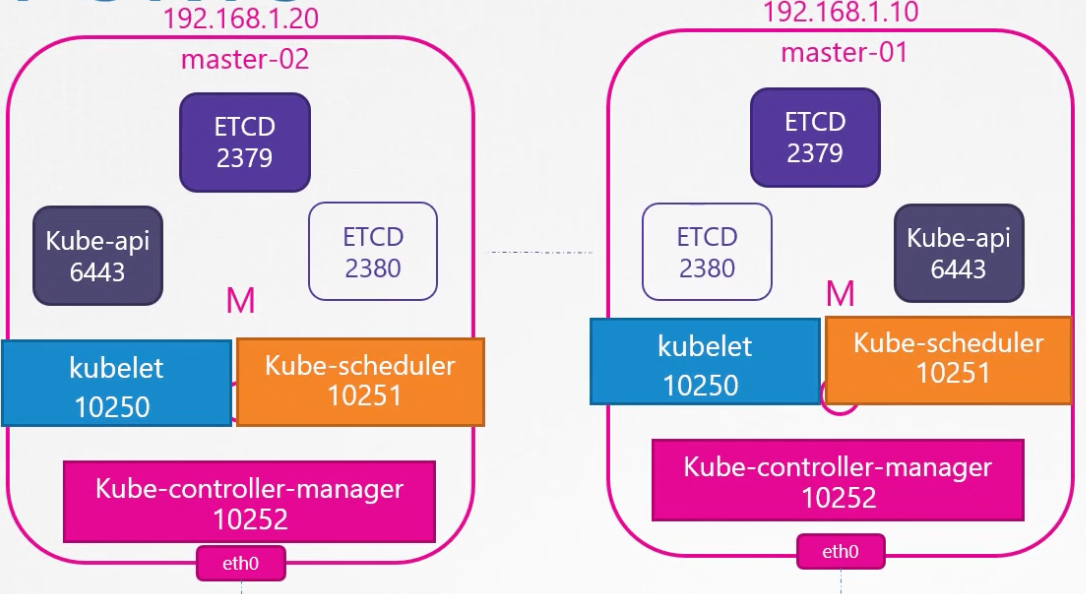 192.168.1.20
master-02
ETCD
2379
Kube-api
6443
ETCD
2380
M
kubelet
10250
Kube-scheduler
10251
Kube-controller-manager
10252
eth0
192.168.1.10
master-01
ETCD
2379
ETCD
2380
Kube-api
6443
M
kubelet
10250
Kube-scheduler
10251
Kube-controller-manager
10252
eth0